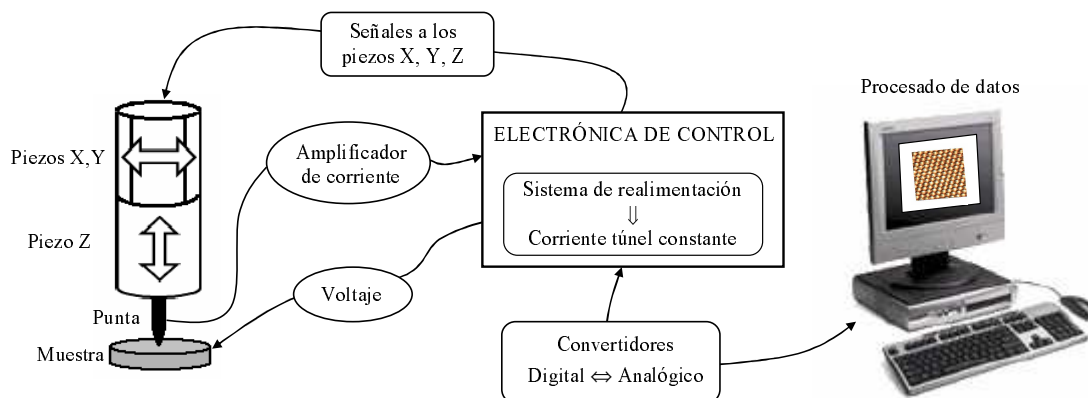 Señales a los
piezos X, Y, Z
Procesado de datos
ELECTRÓNICA DE CONTROL
Piezos X,Y
Amplificador
de corriente
Sistema de realimentación
⇓
Corriente túnel constante
Piezo Z
Voltaje
Punta
Muestra
Convertidores
Digital ⇔ Analógico